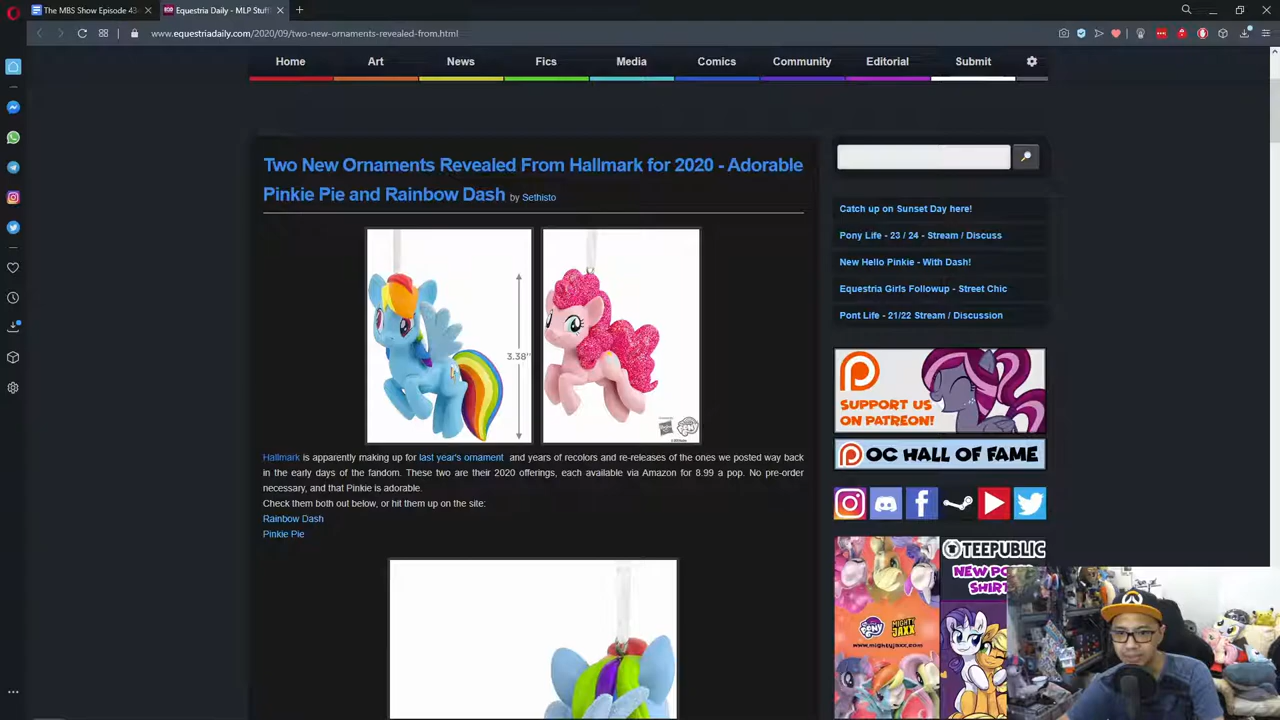 The MBS Show Episode 43
Equestria Daily - MLP Stuff
www.equestriadaily.com/2020/09/two-new-ornaments-revealed-from.html
Home Art News Fics Media Comics Community Editorial Submit
Two New Ornaments Revealed From Hallmark for 2020 - Adorable
Pinkie Pie and Rainbow Dash by Sethisto
3.38"
Hallmark is apparently making up for last year's ornament and years of recolors and re-releases of the ones we posted way back
in the early days of the fandom. These two are their 2020 offerings, each available via Amazon for 8.99 a pop. No pre-order
necessary, and that Pinkie is adorable.
Check them both out below, or hit them up on the site:
Rainbow Dash
Pinkie Pie
Catch up on Sunset Day here!
Pony Life - 23 / 24 - Stream / Discuss
New Hello Pinkie - With Dash!
Equestria Girls Followup - Street Chic
Pont Life - 21/22 Stream / Discussion
SUPPORT US
ON PATREON!
OC HALL OF FAME
MIGHTY
JAXX
www.mightyjaxx.com
TEEPUBLIC
NEW PO
SHIR